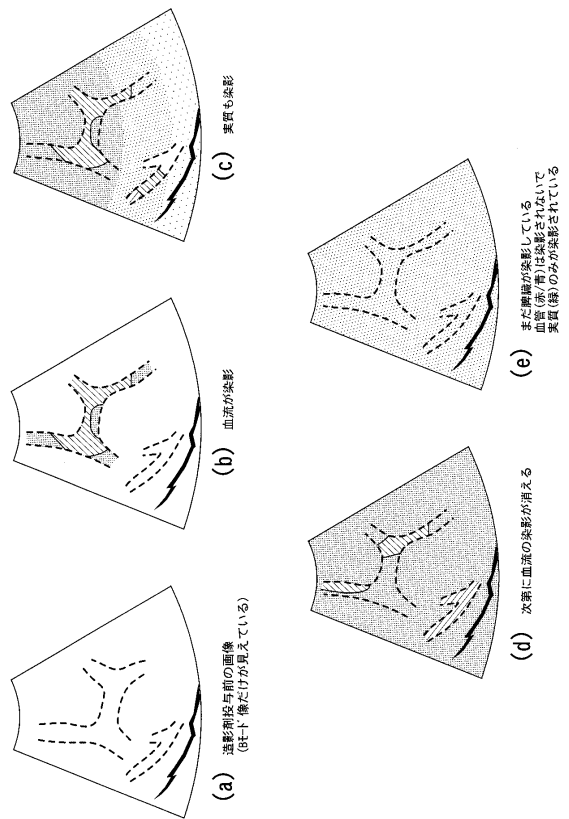 (a) 造影剤投与前の画像
(Bモード像だけが見えている)
(b) 血流が染影
(c) 実質も染影
(d) 次第に血流の染影が消える
(e) まだ脾臓が染影している
血管(赤/青)は染影されないで
実質(緑)のみが染影されている